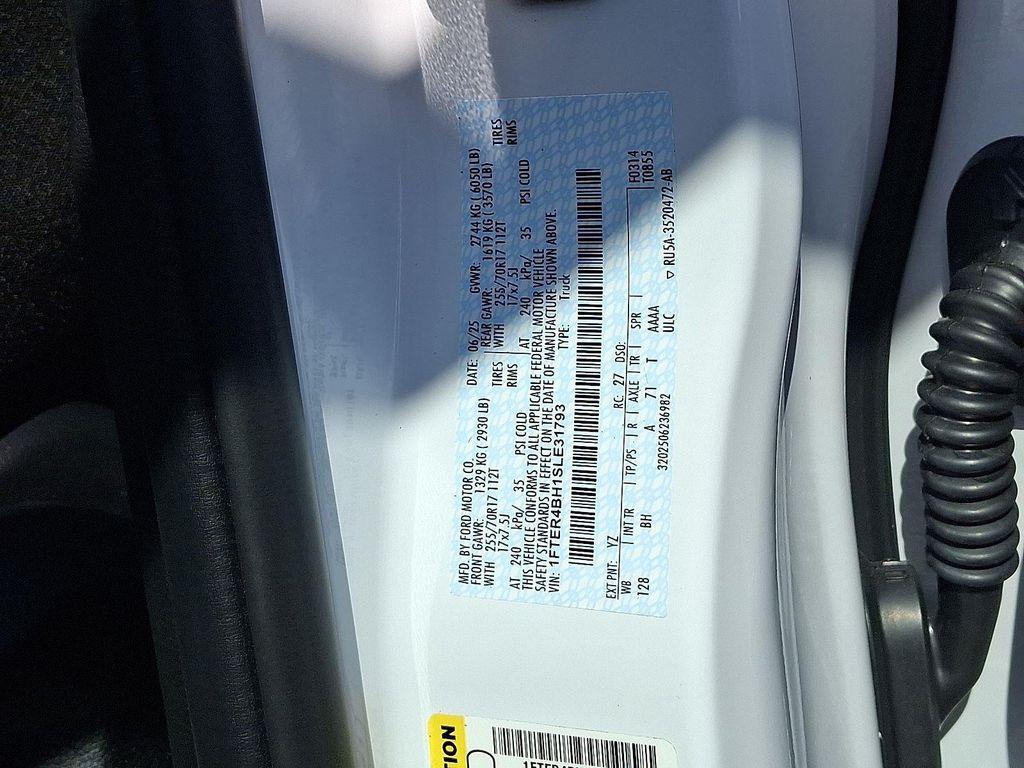 MFD. BY FORD MOTOR CO. DATE: 06/25 GVWR: 2744 KG ( 6050 LB)
FRONT GAWR: 1329 KG ( 2930 LB) REAR GAWR: 1619 KG ( 3570 LB)
WITH 255/70R17 112T TIRES WITH 255/70R17 112T TIRES
17x7.5J RIMS 17x7.5J RIMS
AT 240 kPa/ 35 PSI COLD AT 240 kPa/ 35 PSI COLD
THIS VEHICLE CONFORMS TO ALL APPLICABLE FEDERAL MOTOR VEHICLE
SAFETY STANDARDS IN EFFECT ON THE DATE OF MANUFACTURE SHOWN ABOVE.
VIN: 1FTER4BH1SLE31793 TYPE: Truck
EXT PNT: YZ RC: 27 DSO: F0314
WB INT TR TP/PS R AXLE TR SPR T0855
128 BH A 71 T AAAA
3202506236982 ULC ▽ RU5A-3520472-AB